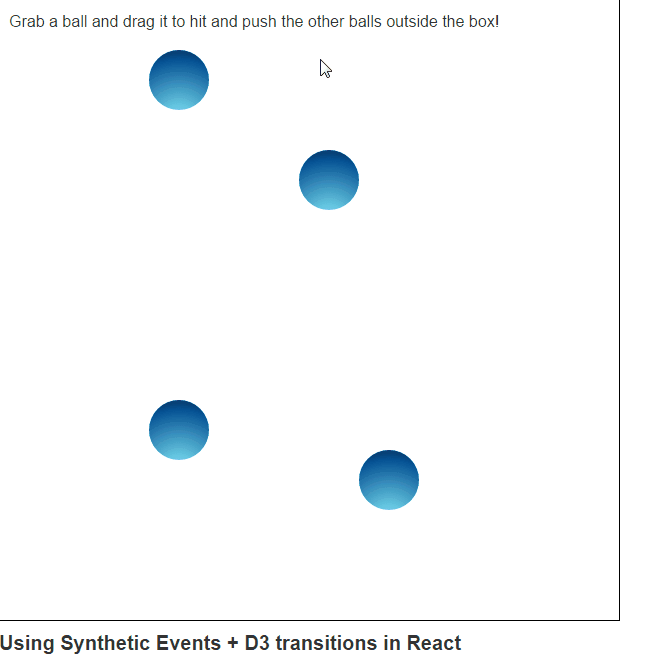 Grab a ball and drag it to hit and push the other balls outside the box!
Using Synthetic Events + D3 transitions in React